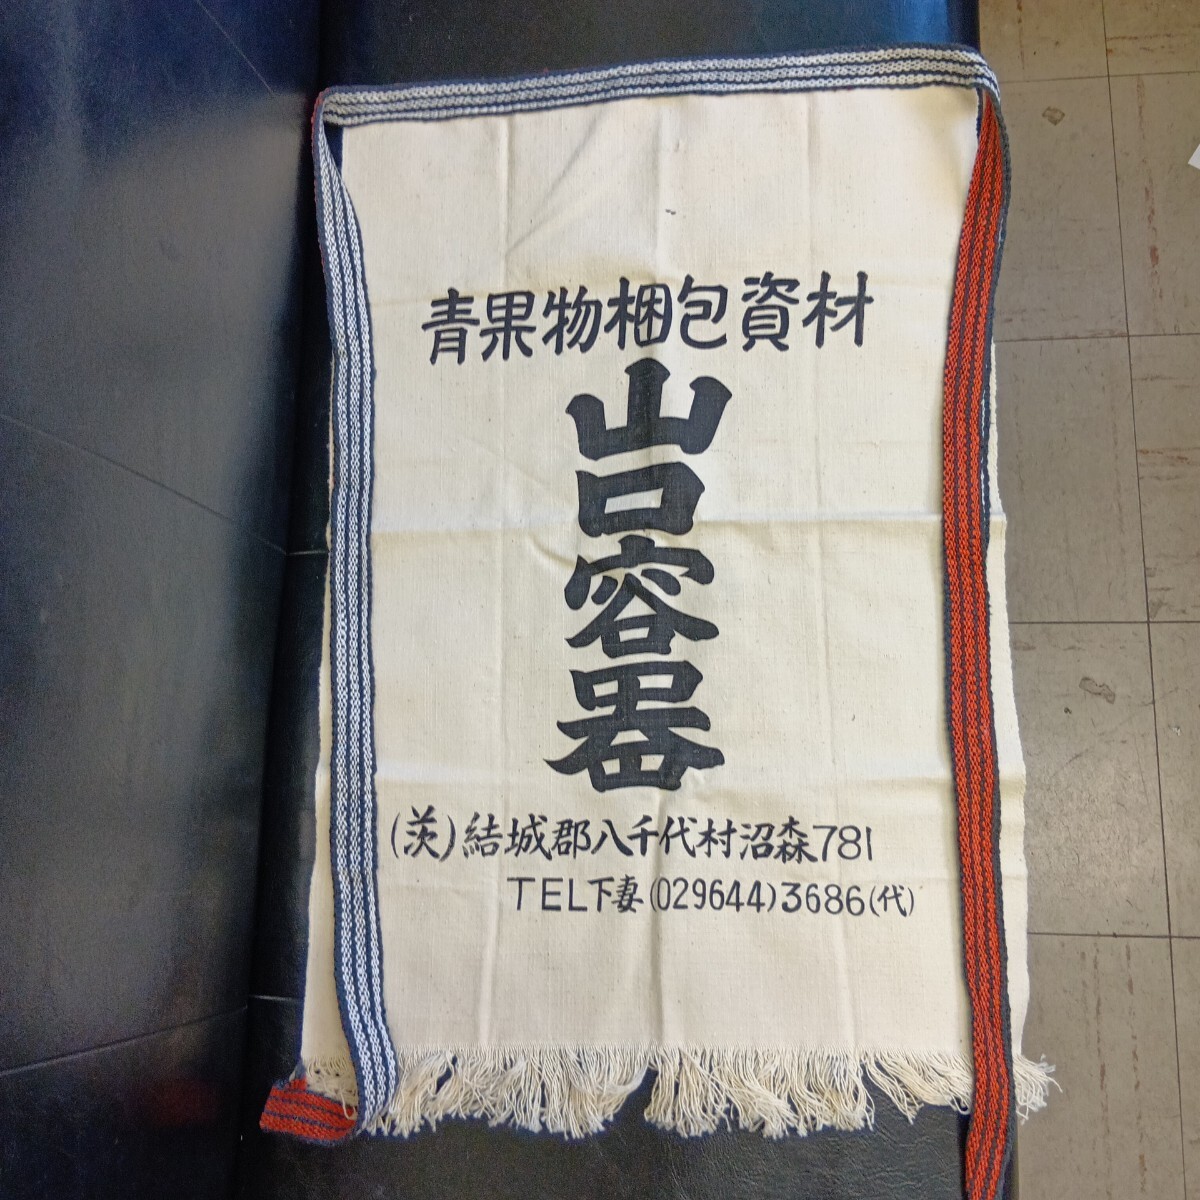 青果物梱包資材
山口容器
(茨)結城郡八千代村沼森781
TEL下妻(029644)3686(代)